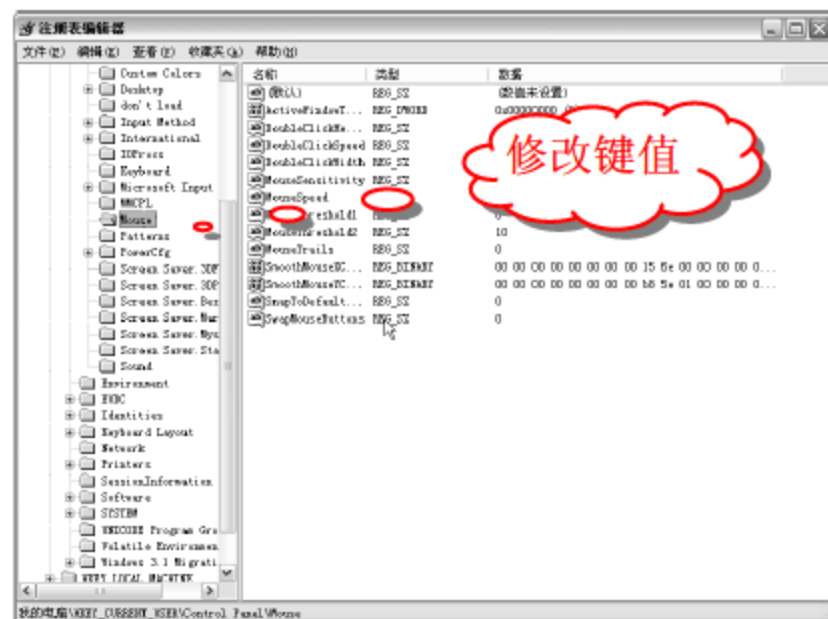 注册表编辑器
文件(F) 编辑(E) 查看(V) 收藏夹(A) 帮助(H)
Custom Colors
Desktop
don't load
Input Method
International
IOProcs
Keyboard
Microsoft Input
MMCPL
Mouse
Patterns
PowerCfg
Screen Saver.3DF
Screen Saver.3DP
Screen Saver.Bez
Screen Saver.Mar
Screen Saver.Mys
Screen Saver.Sta
Sound
Environment
EUDC
Identities
Keyboard Layout
Network
Printers
SessionInformation
Software
SYSTEM
UNICODE Program Gro
Volatile Environmen
Windows 3.1 Migrati
HKEY_LOCAL_MACHINE
名称 类型 数据
(默认) REG_SZ (数值未设置)
ActiveWindowT... REG_DWORD 0x00000000
DoubleClickHe... REG_SZ
DoubleClickSpeed REG_SZ
DoubleClickWidth REG_SZ
MouseSensitivity REG_SZ
MouseSpeed
reshold1 REG_SZ
MouseThreshold2 REG_SZ 10
MouseTrails REG_SZ 0
SmoothMouseXC... REG_BINARY 00 00 00 00 00 00 00 00 15 6e 00 00 00 00 0...
SmoothMouseYC... REG_BINARY 00 00 00 00 00 00 00 00 b8 5e 01 00 00 00 0...
SnapToDefault... REG_SZ 0
SwapMouseButtons REG_SZ 0
修改键值
我的电脑\HKEY_CURRENT_USER\Control Panel\Mouse